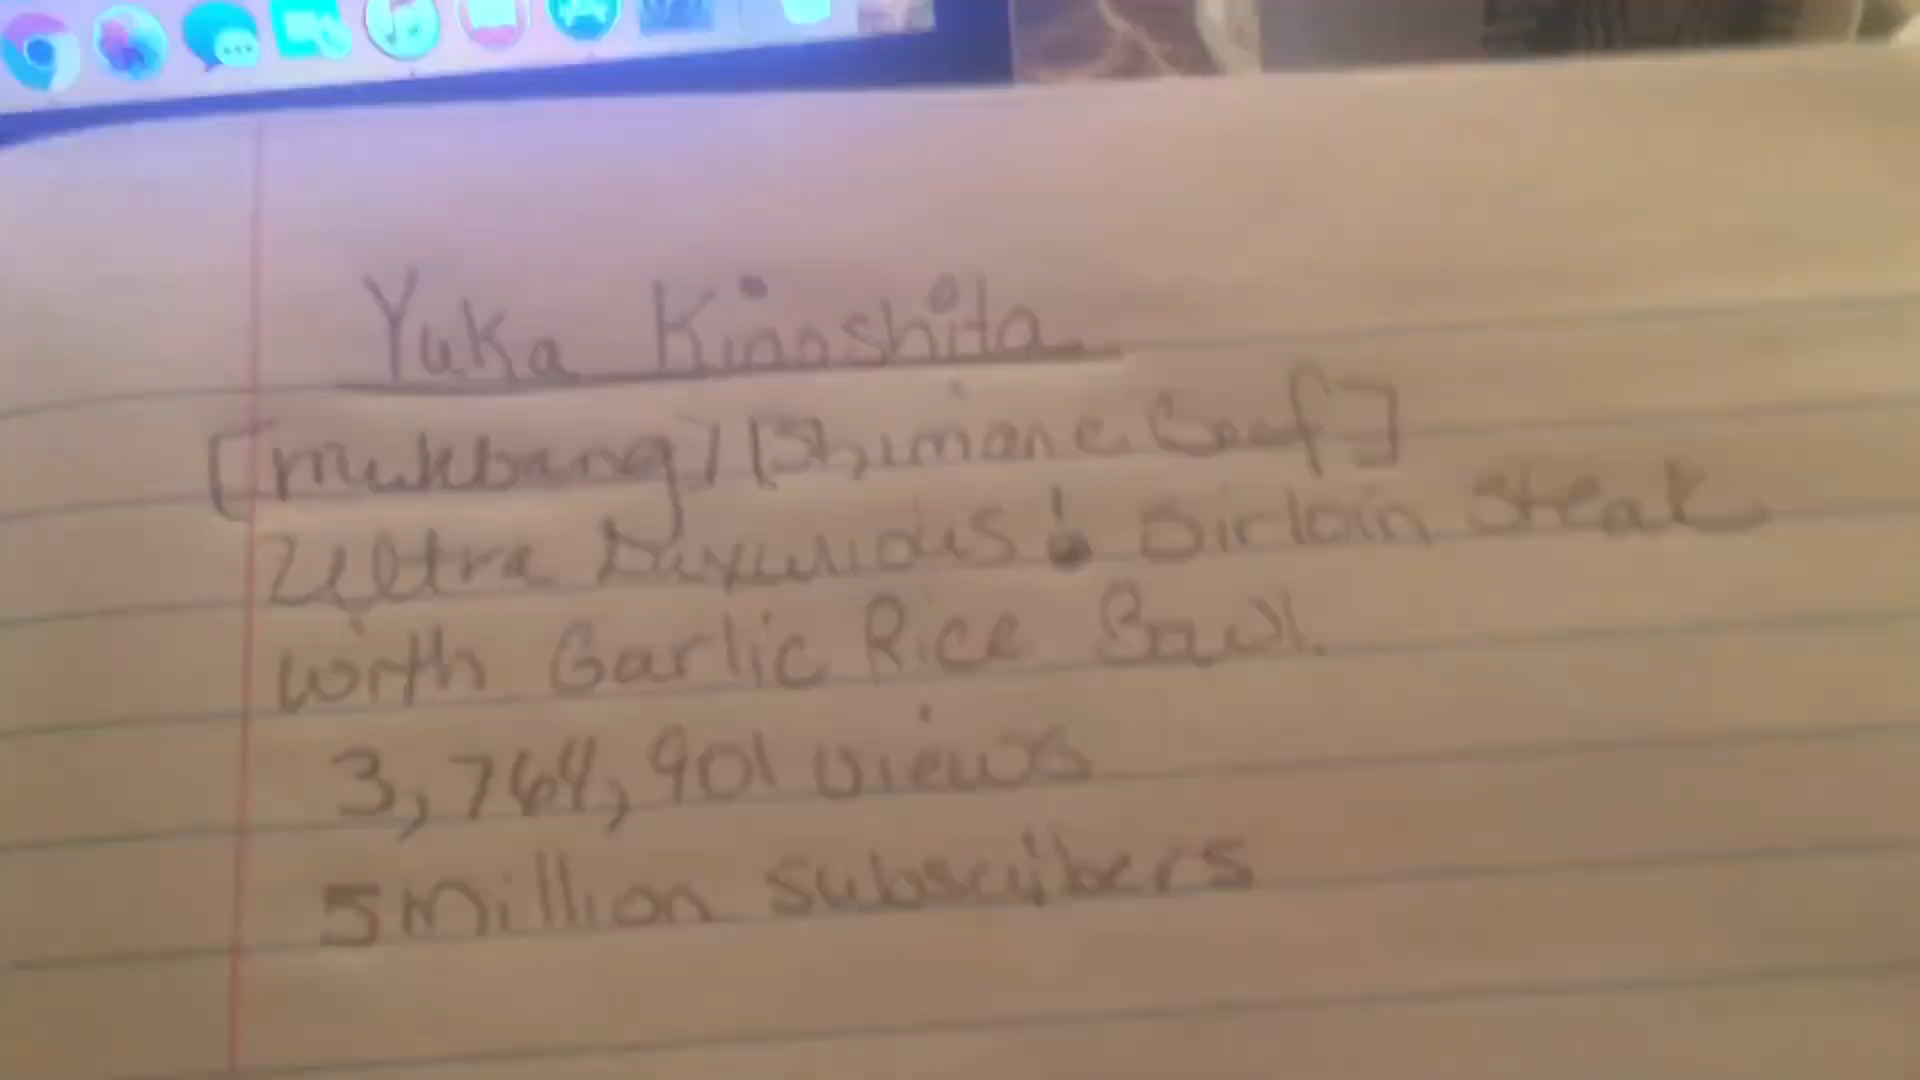 Yuka Kinoshita
[mukbang] [Shimane Beef]
Ultra Luxurious! Sirloin Steak
with Garlic Rice Bowl.
3,764,901 views
5 Million subscribers